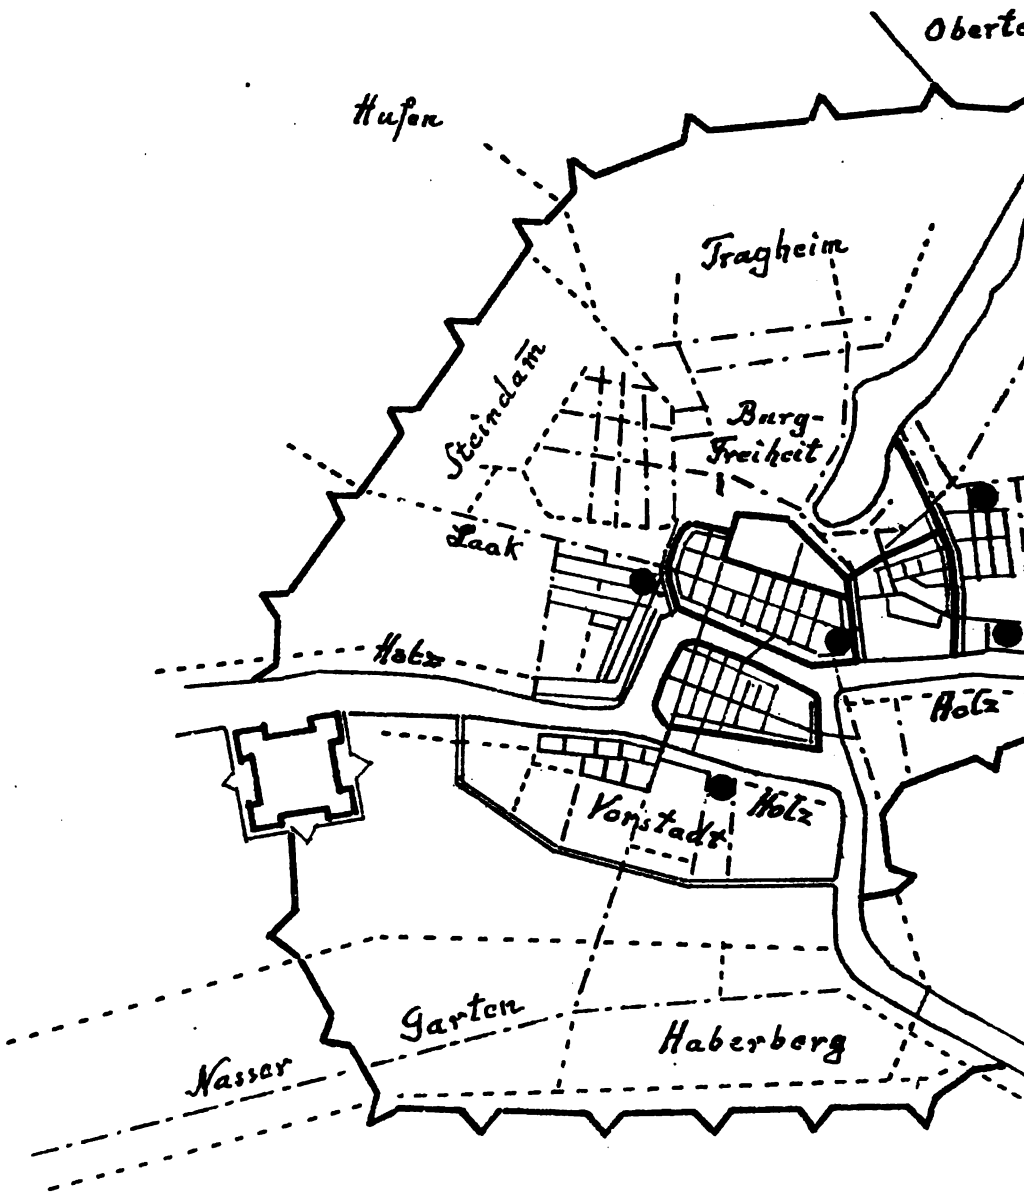 Oberte
Hufen
Tragheim
Steindam̅
Burg-
Freiheit
Laak
Holz
Holz
Holz
Vorstadt
Garten
Haberberg
Nasser